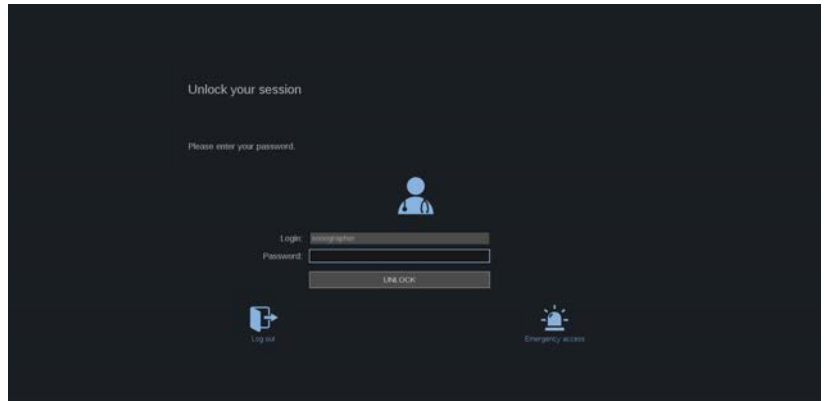 Unlock your session
Please enter your password.
Login: sonographer
Password:
UNLOCK
Log out
Emergency access